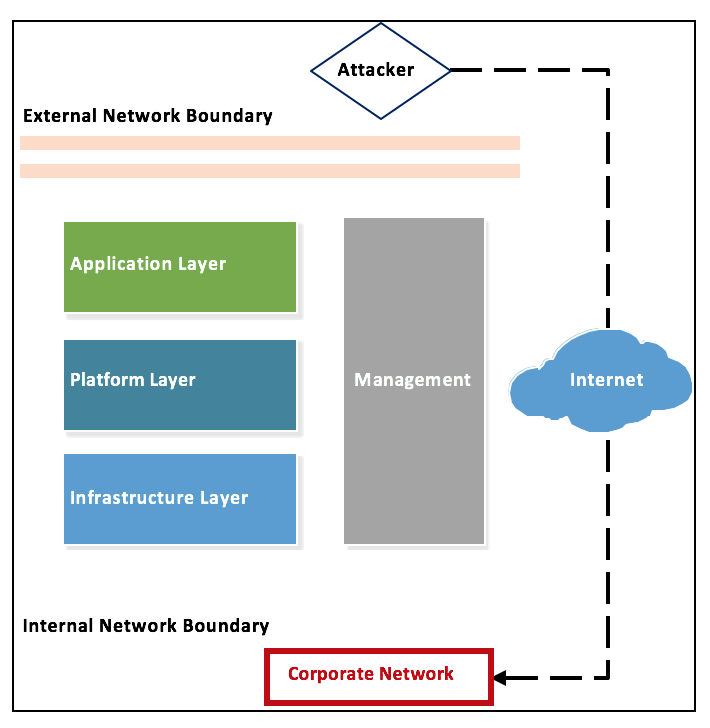 Attacker
External Network Boundary
Application Layer
Platform Layer
Management
Internet
Infrastructure Layer
Internal Network Boundary
Corporate Network